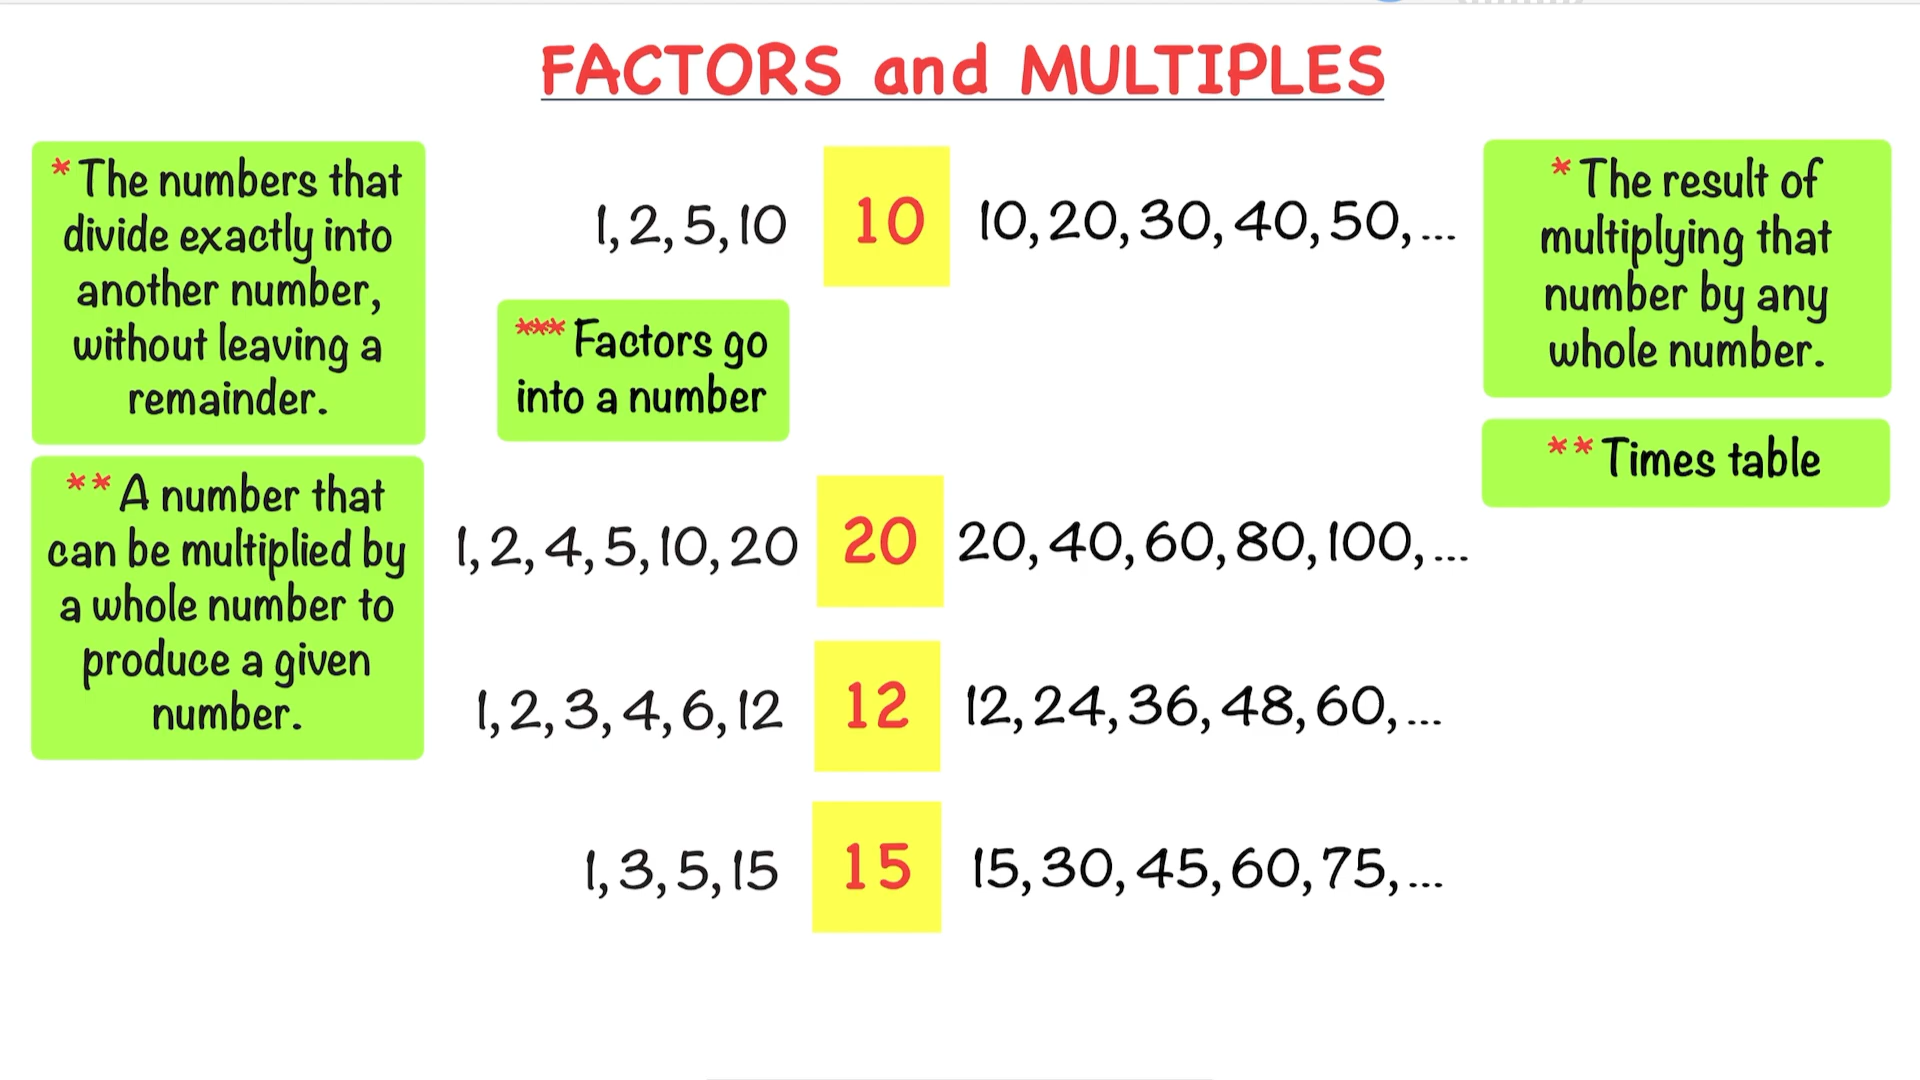 FACTORS and MULTIPLES
* The numbers that
divide exactly into
another number,
without leaving a
remainder.
** A number that
can be multiplied by
a whole number to
produce a given
number.
1, 2, 5, 10
10
10, 20, 30, 40, 50, ...
*** Factors go
into a number
1, 2, 4, 5, 10, 20
20
20, 40, 60, 80, 100, ...
1, 2, 3, 4, 6, 12
12
12, 24, 36, 48, 60, ...
1, 3, 5, 15
15
15, 30, 45, 60, 75, ...
* The result of
multiplying that
number by any
whole number.
** Times table